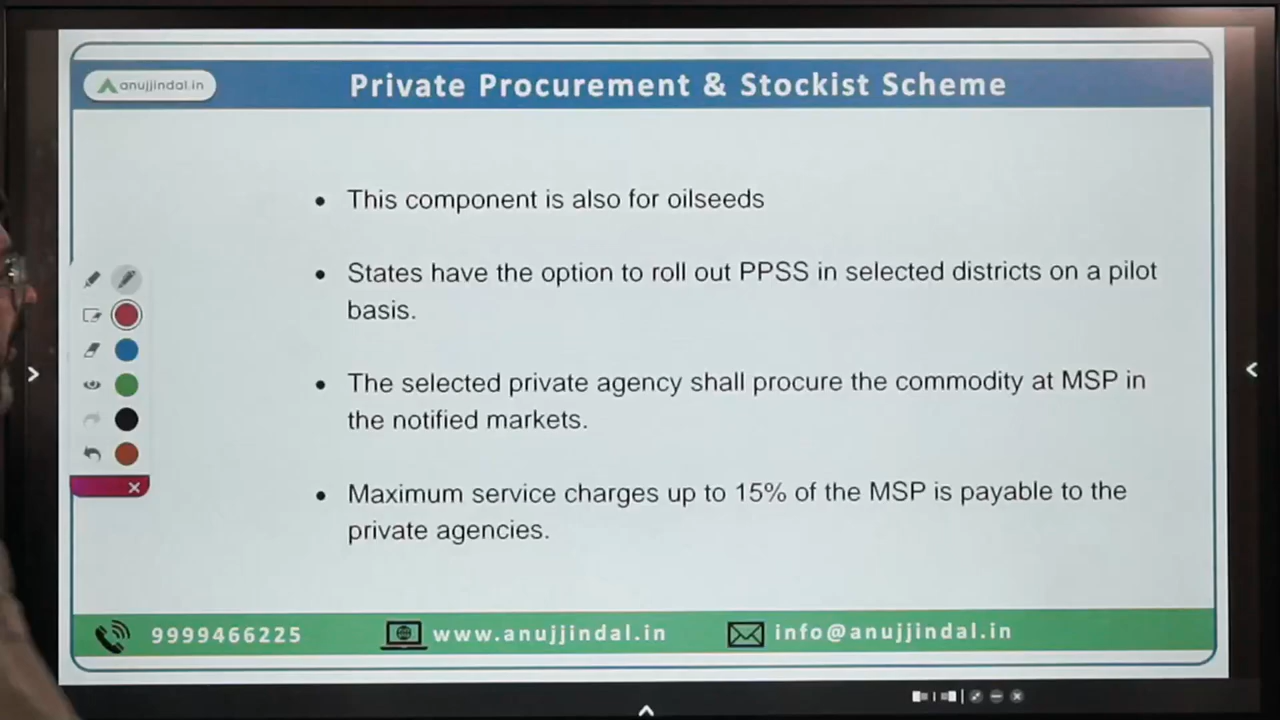 anujjindal.in
Private Procurement & Stockist Scheme
• This component is also for oilseeds
• States have the option to roll out PPSS in selected districts on a pilot
basis.
• The selected private agency shall procure the commodity at MSP in
the notified markets.
• Maximum service charges up to 15% of the MSP is payable to the
private agencies.
9999466225 www.anujjindal.in info@anujjindal.in